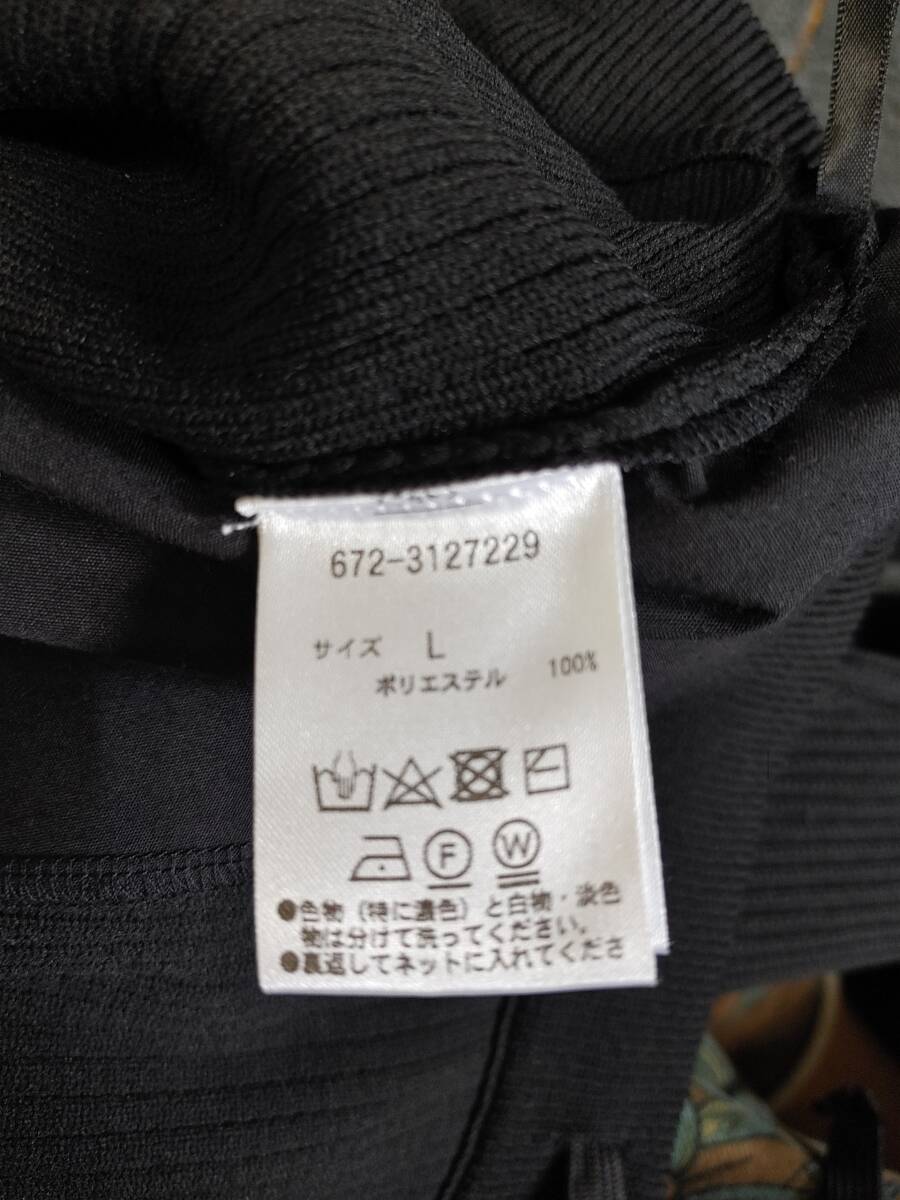 672-3127229
サイズ L
ポリエステル 100%
F W
●色物（特に濃色）と白物・淡色
物は分けて洗ってください。
●裏返してネットに入れてくださ